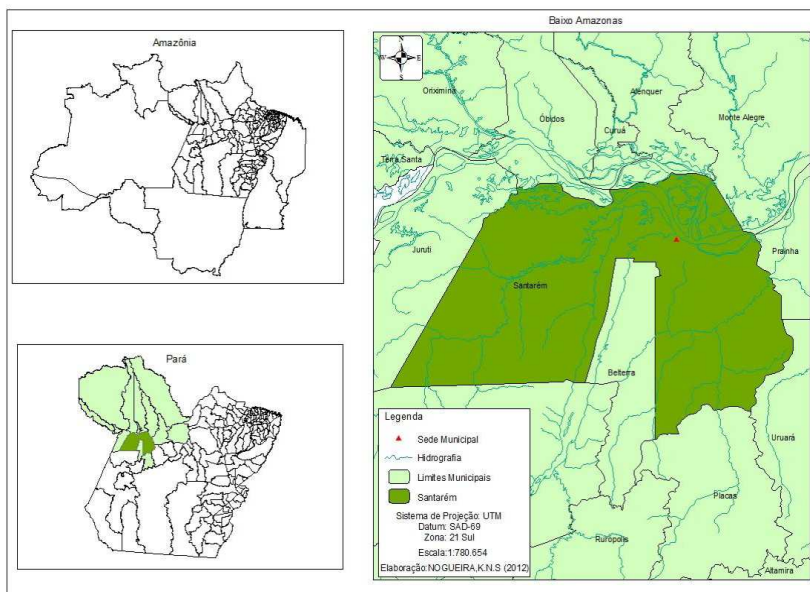 Amazônia
Baixo Amazonas
N
W
E
S
Oriximiná
Óbidos
Alenquer
Curuá
Monte Alegre
Terra Santa
Juruti
Prainha
Santarém
Belterra
Uruará
Placas
Rurópolis
Altamira
Pará
Legenda
Sede Municipal
Hidrografia
Limites Municipais
Santarém
Sistema de Projeção: UTM
Datum: SAD-69
Zona: 21 Sul
Escala:1:780.654
Elaboração:NOGUEIRA,K.N.S (2012)